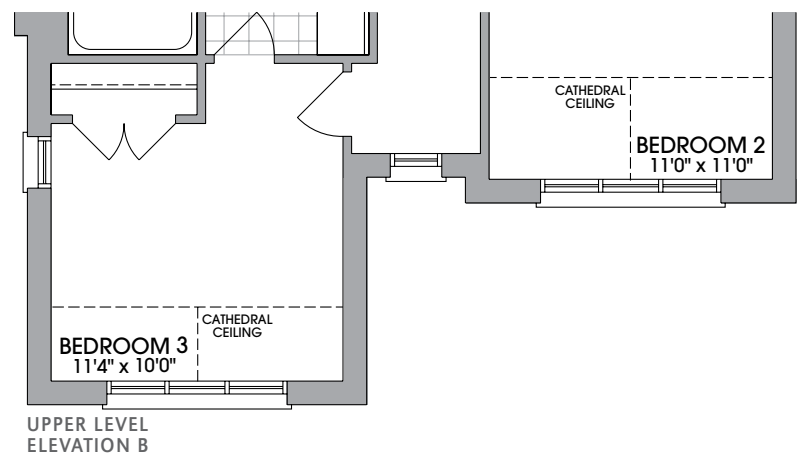 CATHEDRAL
CEILING
BEDROOM 2
11'0" x 11'0"
CATHEDRAL
CEILING
BEDROOM 3
11'4" x 10'0"
UPPER LEVEL
ELEVATION B